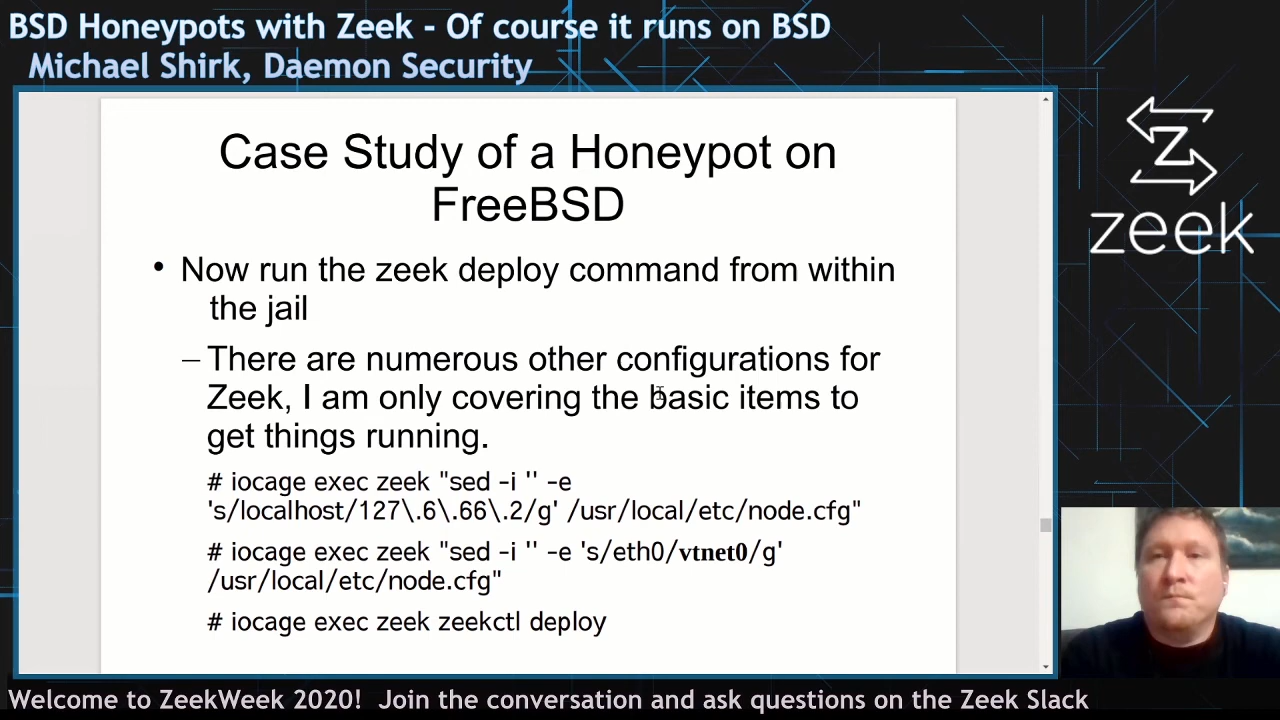 BSD Honeypots with Zeek - Of course it runs on BSD
Michael Shirk, Daemon Security
zeek
Case Study of a Honeypot on
FreeBSD
• Now run the zeek deploy command from within
the jail
– There are numerous other configurations for
Zeek, I am only covering the basic items to
get things running.
# iocage exec zeek "sed -i '' -e
's/localhost/127\.6\.66\.2/g' /usr/local/etc/node.cfg"
# iocage exec zeek "sed -i '' -e 's/eth0/vtnet0/g'
/usr/local/etc/node.cfg"
# iocage exec zeek zeekctl deploy
Welcome to ZeekWeek 2020! Join the conversation and ask questions on the Zeek Slack